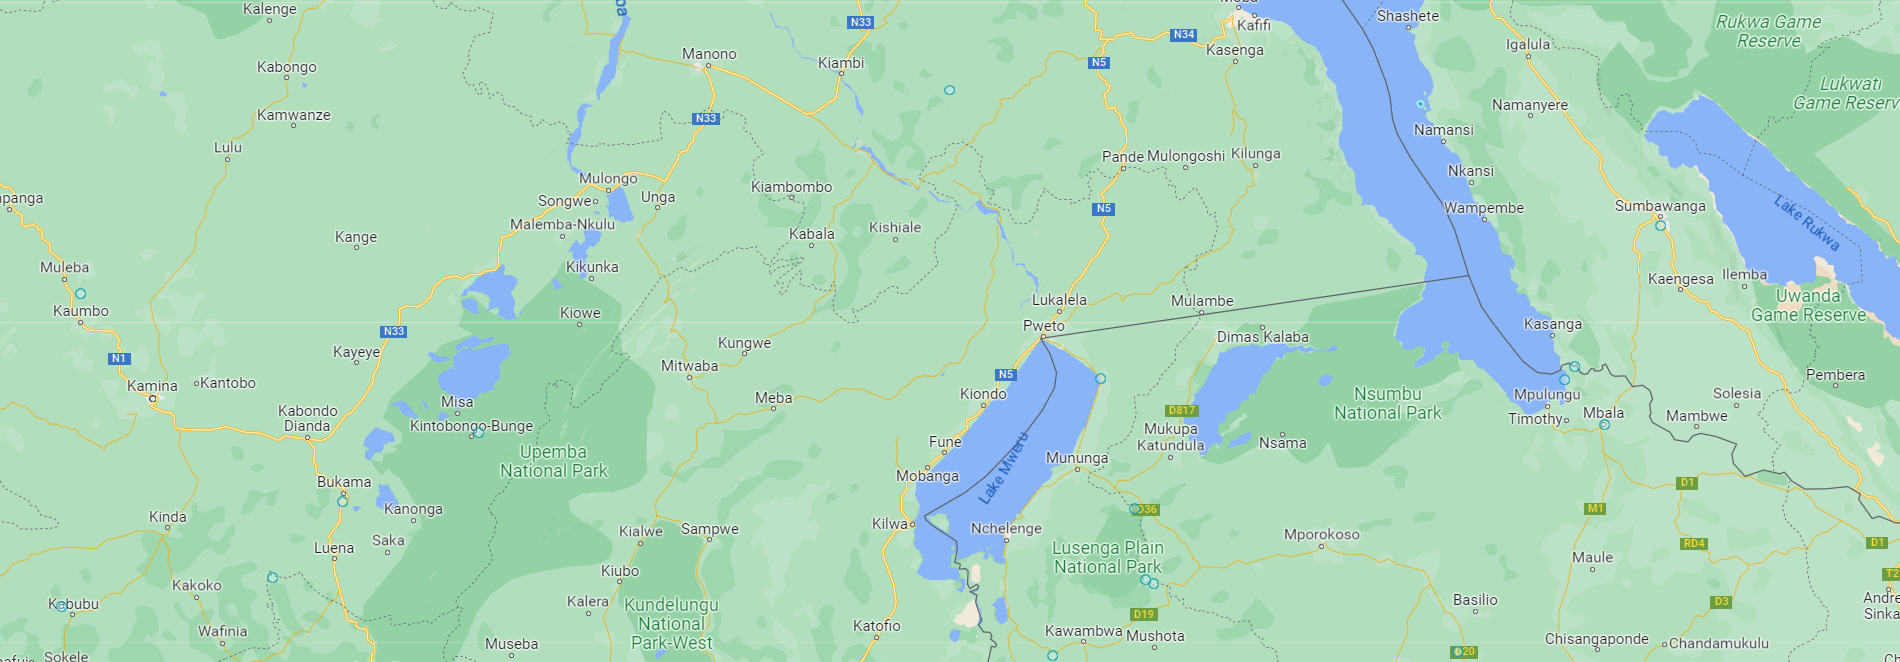 Kalenge
N33
Moba
Kafifi
Shashete
Rukwa Game
Reserve
N34
Igalula
Kasenga
Manono
Kiambi
N5
Kabongo
Lukwati
Game Reserv
Namanyere
Kamwanze
N33
Namansi
Lulu
Pande
Mulongoshi
Kilunga
Nkansi
Mulongo
Kiambombo
Unga
Songwe
N5
Wampembe
Sumbawanga
Lake Rukwa
npanga
Malemba-Nkulu
Kishiale
Kabala
Kange
Muleba
Kikunka
Kaengesa
Ilemba
Uwanda
Game Reserve
Lukalela
Mulambe
Kaumbo
Kiowe
Pweto
Kasanga
N33
Dimas Kalaba
Kungwe
Kayeye
N1
Mitwaba
N5
Pembera
Kamina
Kantobo
Kiondo
Nsumbu
National Park
Mpulungu
Solesia
Meba
Misa
Kabondo
Dianda
D817
Timothy
Mbala
Mambwe
Kintobongo-Bunge
Mukupa
Katundula
Nsama
Fune
Upemba
National Park
Lake Mweru
Mununga
Mobanga
Bukama
D1
Kanonga
D36
M1
Kinda
Kilwa
Nchelenge
Kialwe
Sampwe
Mporokoso
Saka
Luena
Lusenga Plain
National Park
RD4
D1
Maule
Kiubo
T2
Kakoko
Kabubu
Kalera
Kundelungu
National
Park-West
D19
Basilio
D3
Andre
Sinka
Wafinia
Katofio
Kawambwa
Mushota
Museba
Chisangaponde
Chandamukulu
D20
Sokele